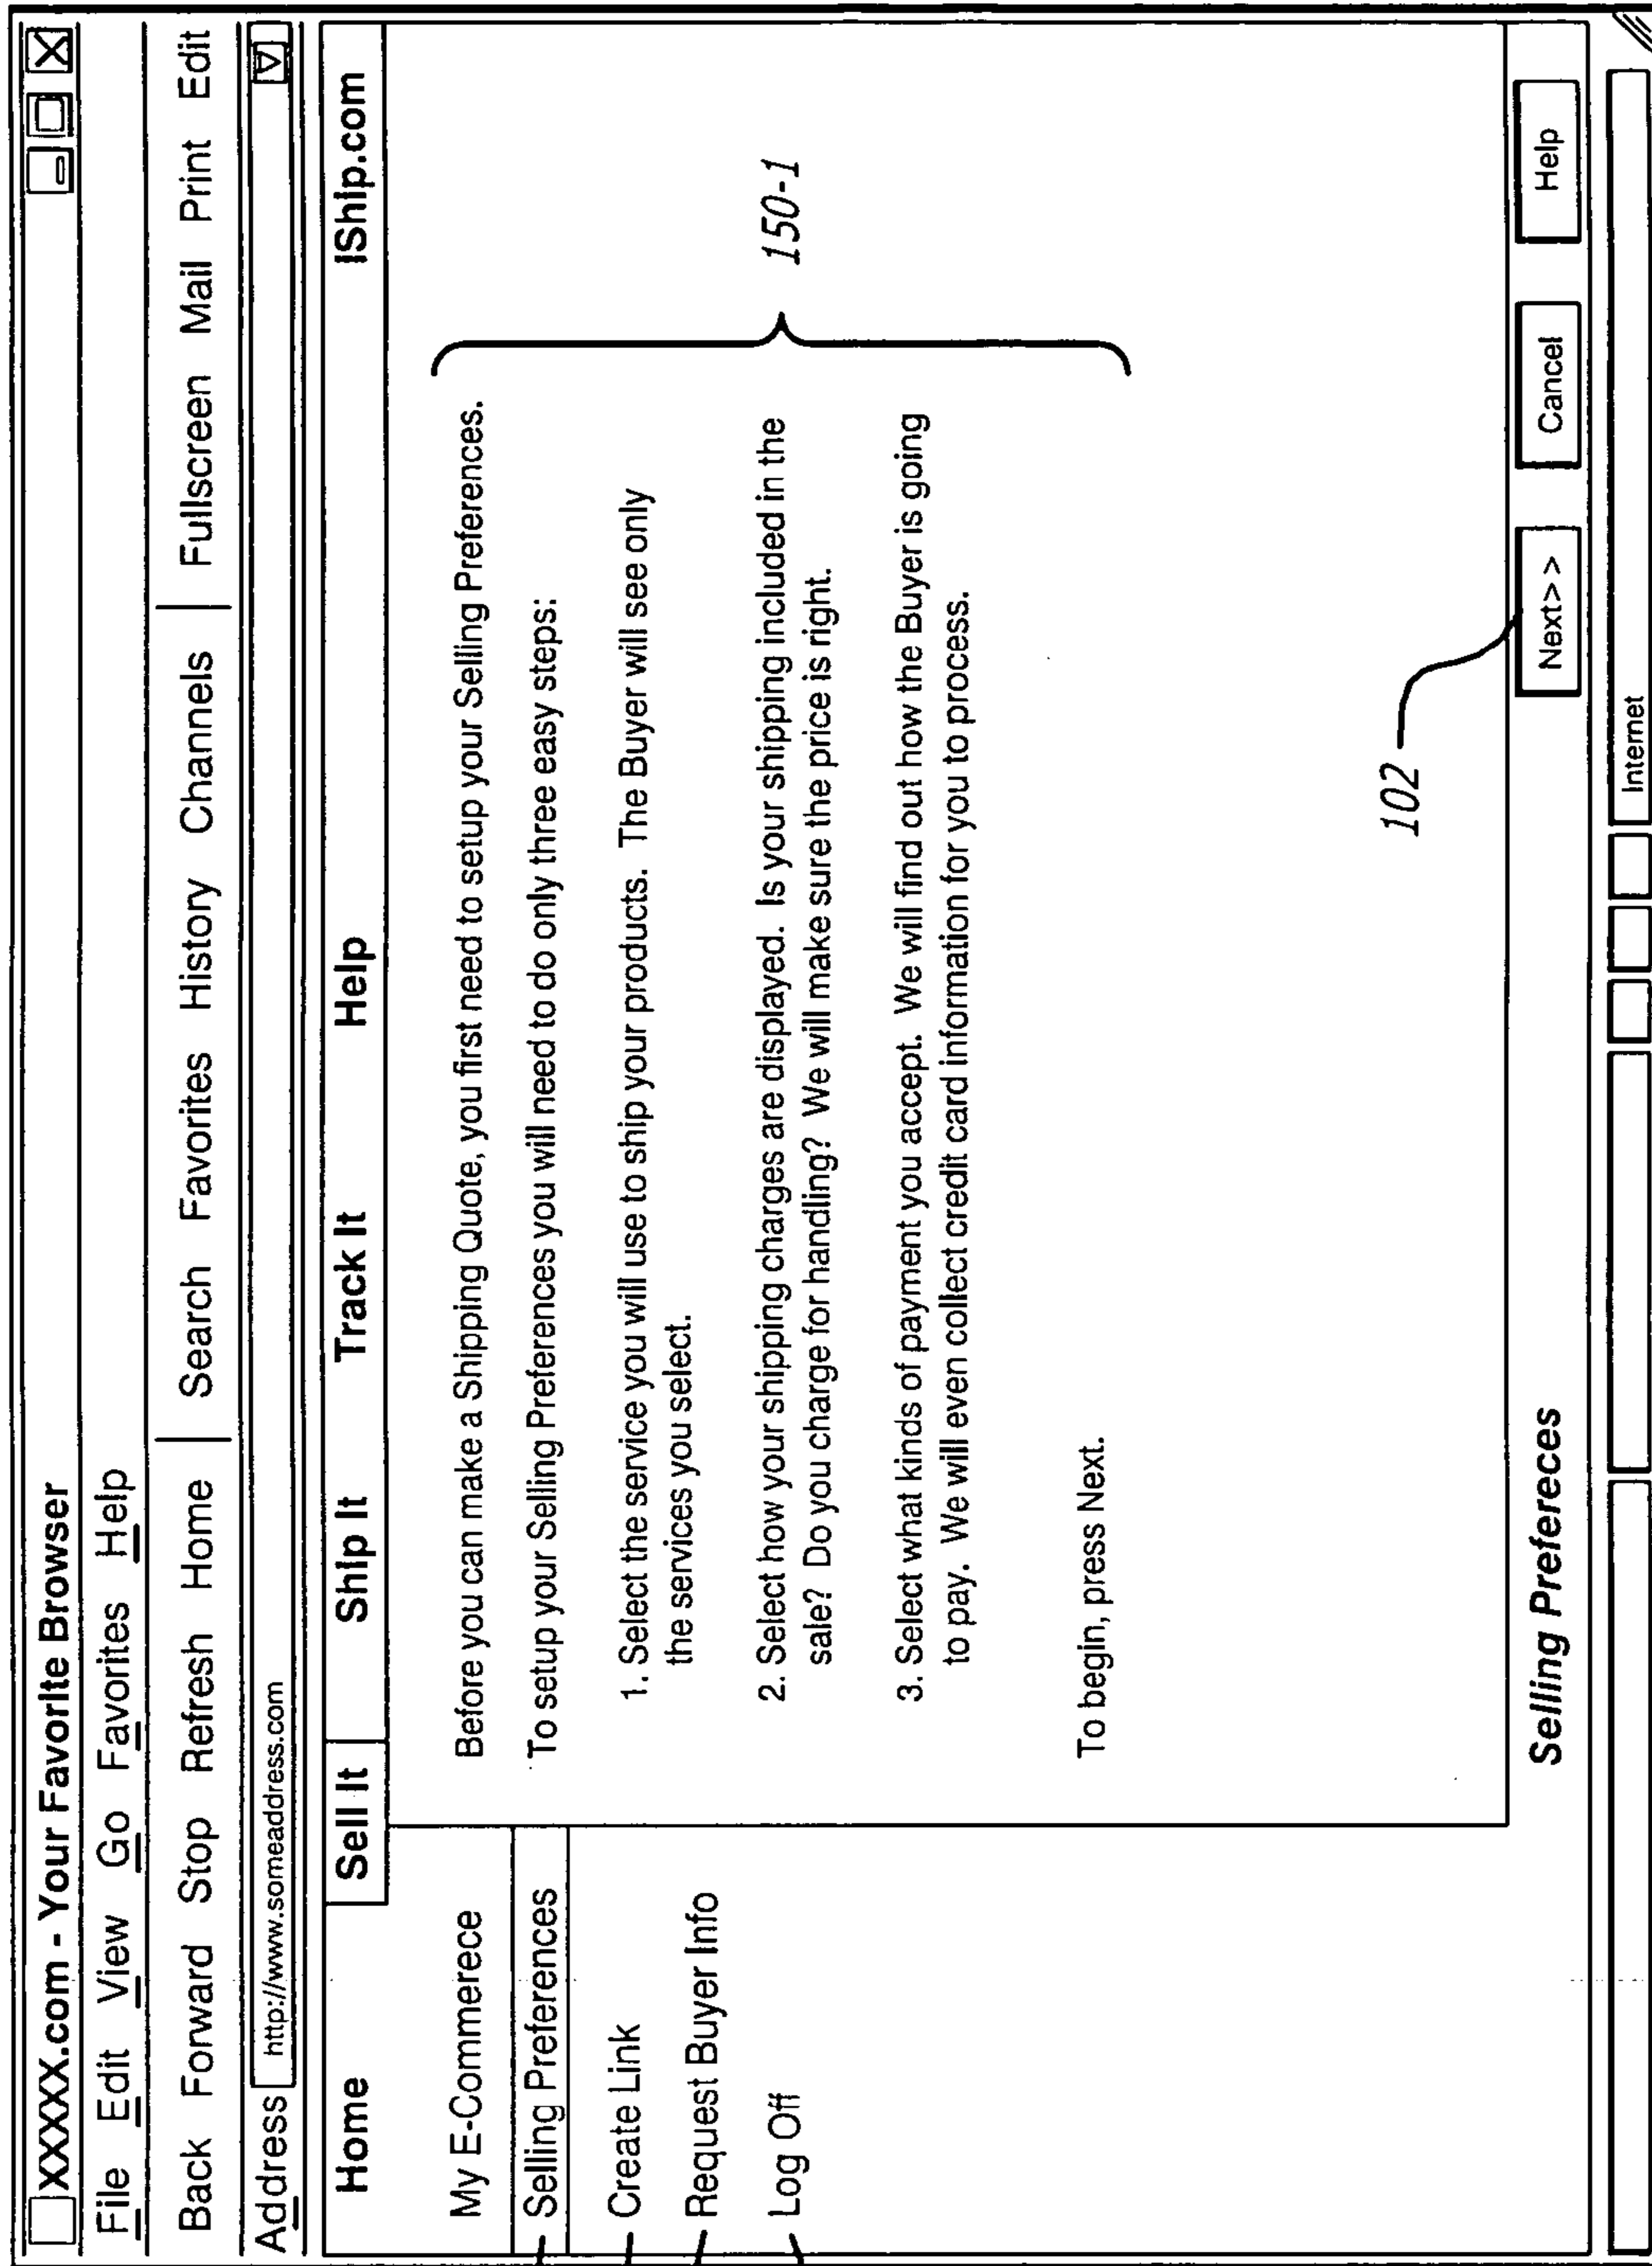 XXXXX.com - Your Favorite Browser
File Edit View Go Favorites Help
Back Forward Stop Refresh Home | Search Favorites History Channels | Fullscreen Mail Print Edit
Address http://www.someaddress.com
Home Sell It Ship It Track It Help IShip.com
My E-Commerece
Selling Preferences
Create Link
Request Buyer Info
Log Off
Before you can make a Shipping Quote, you first need to setup your Selling Preferences.
To setup your Selling Preferences you will need to do only three easy steps:
1. Select the service you will use to ship your products. The Buyer will see only
the services you select.
2. Select how your shipping charges are displayed. Is your shipping included in the
sale? Do you charge for handling? We will make sure the price is right.
3. Select what kinds of payment you accept. We will find out how the Buyer is going
to pay. We will even collect credit card information for you to process.
To begin, press Next.
150-1
102
Selling Prefereces
Next>> Cancel Help
Internet